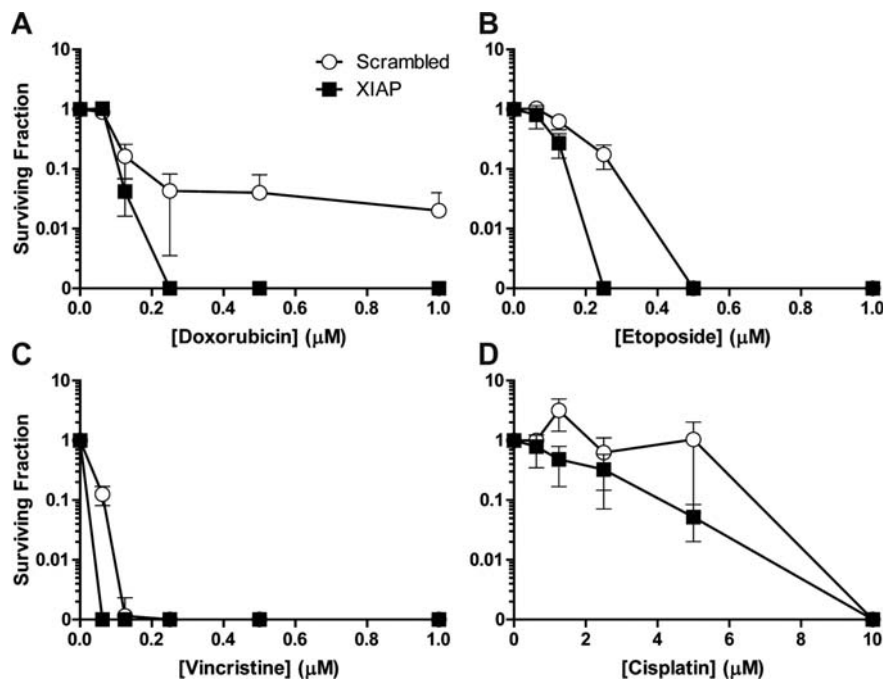 A
B
10
1
0.1
0.01
0
Surviving Fraction
Scrambled
XIAP
0.0 0.2 0.4 0.6 0.8 1.0
[Doxorubicin] (μM)
10
1
0.1
0.01
0
0.0 0.2 0.4 0.6 0.8 1.0
[Etoposide] (μM)
C
D
10
1
0.1
0.01
0
Surviving Fraction
0.0 0.2 0.4 0.6 0.8 1.0
[Vincristine] (μM)
10
1
0.1
0.01
0
0 2 4 6 8 10
[Cisplatin] (μM)